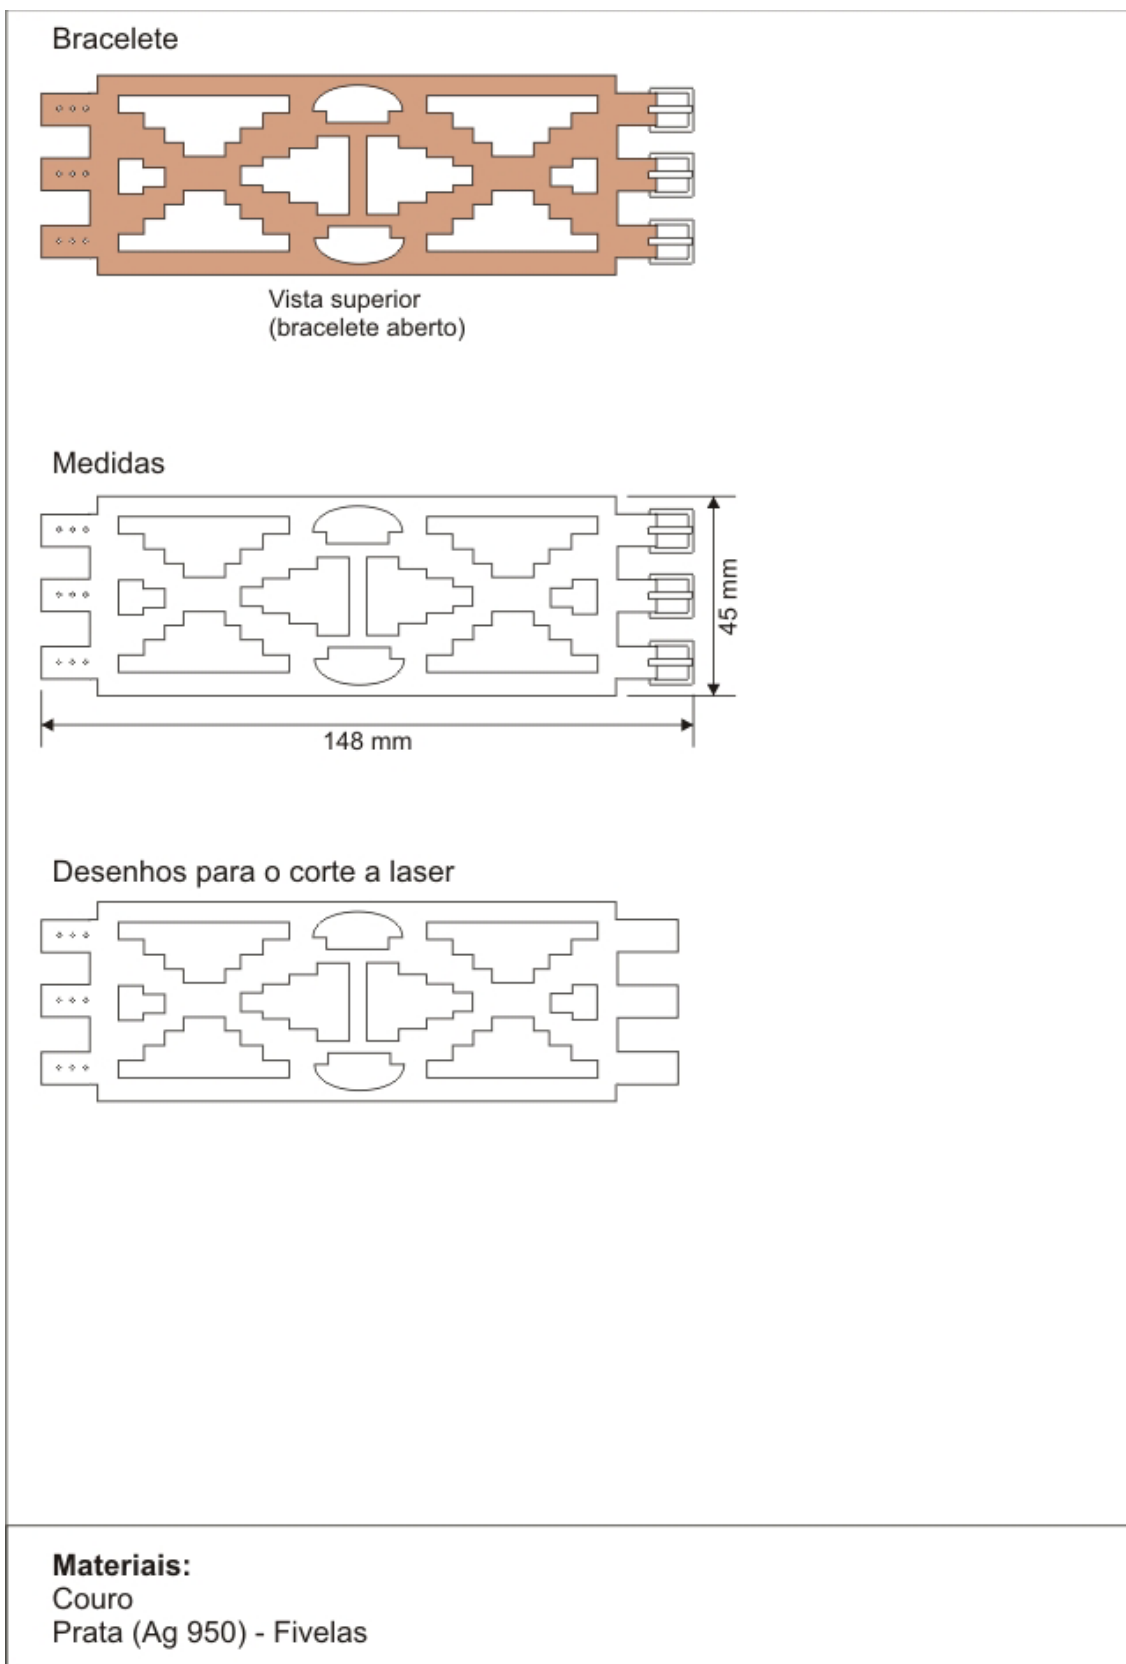 Bracelete
Vista superior
(bracelete aberto)
Medidas
45 mm
148 mm
Desenhos para o corte a laser
Materiais:
Couro
Prata (Ag 950) - Fivelas